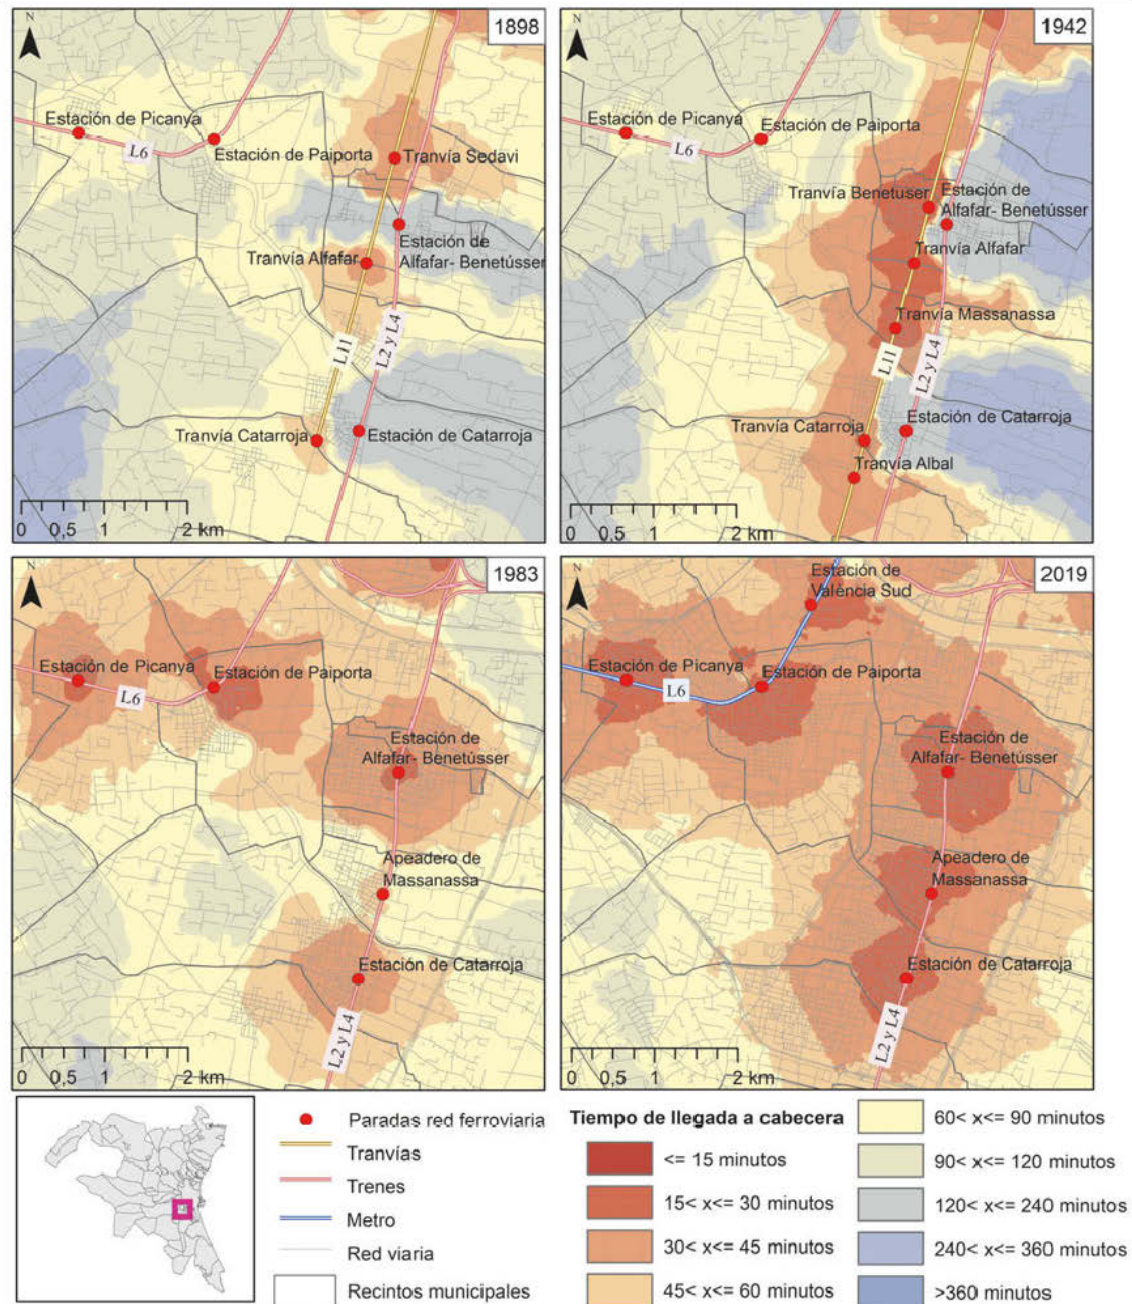 N
1898
Estación de Picanya
L6
Estación de Paiporta
Tranvía Sedavi
Estación de
Alfafar- Benetússer
Tranvía Alfafar
L11
L2 y L4
Tranvía Catarroja
Estación de Catarroja
0 0,5 1 2 km
N
1942
Estación de Picanya
L6
Estación de Paiporta
Tranvía Benetuser
Estación de
Alfafar- Benetússer
Tranvía Alfafar
Tranvía Massanassa
L11
L2 y L4
Tranvía Catarroja
Estación de Catarroja
Tranvía Albal
0 0,5 1 2 km
N
1983
Estación de Picanya
L6
Estación de Paiporta
Estación de
Alfafar- Benetússer
Apeadero de
Massanassa
Estación de Catarroja
L2 y L4
0 0,5 1 2 km
N
2019
Estación de
València Sud
Estación de Picanya
L6
Estación de Paiporta
Estación de
Alfafar- Benetússer
Apeadero de
Massanassa
Estación de Catarroja
L2 y L4
0 0,5 1 2 km
Paradas red ferroviaria
Tranvías
Trenes
Metro
Red viaria
Recintos municipales
Tiempo de llegada a cabecera
<= 15 minutos
15< x<= 30 minutos
30< x<= 45 minutos
45< x<= 60 minutos
60< x<= 90 minutos
90< x<= 120 minutos
120< x<= 240 minutos
240< x<= 360 minutos
>360 minutos